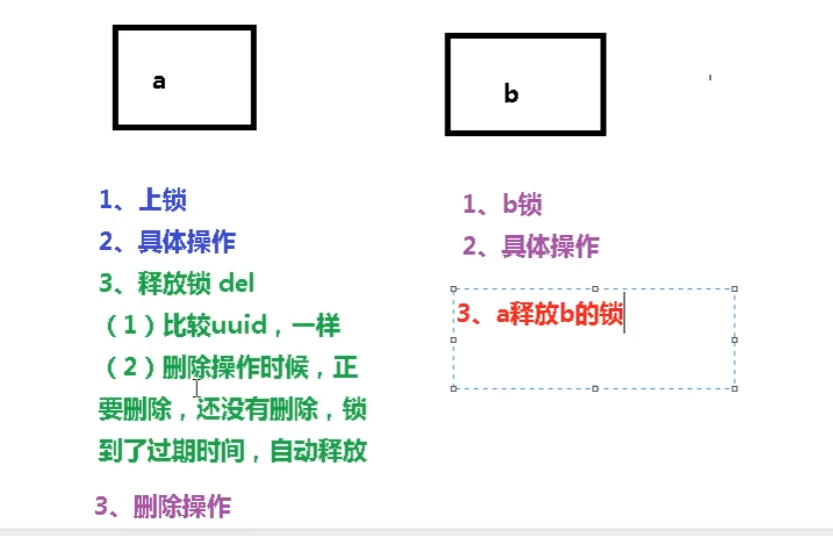 a
b
1、上锁
2、具体操作
3、释放锁 del
（1）比较uuid，一样
（2）删除操作时候，正
要删除，还没有删除，锁
到了过期时间，自动释放
3、删除操作
1、b锁
2、具体操作
3、a释放b的锁